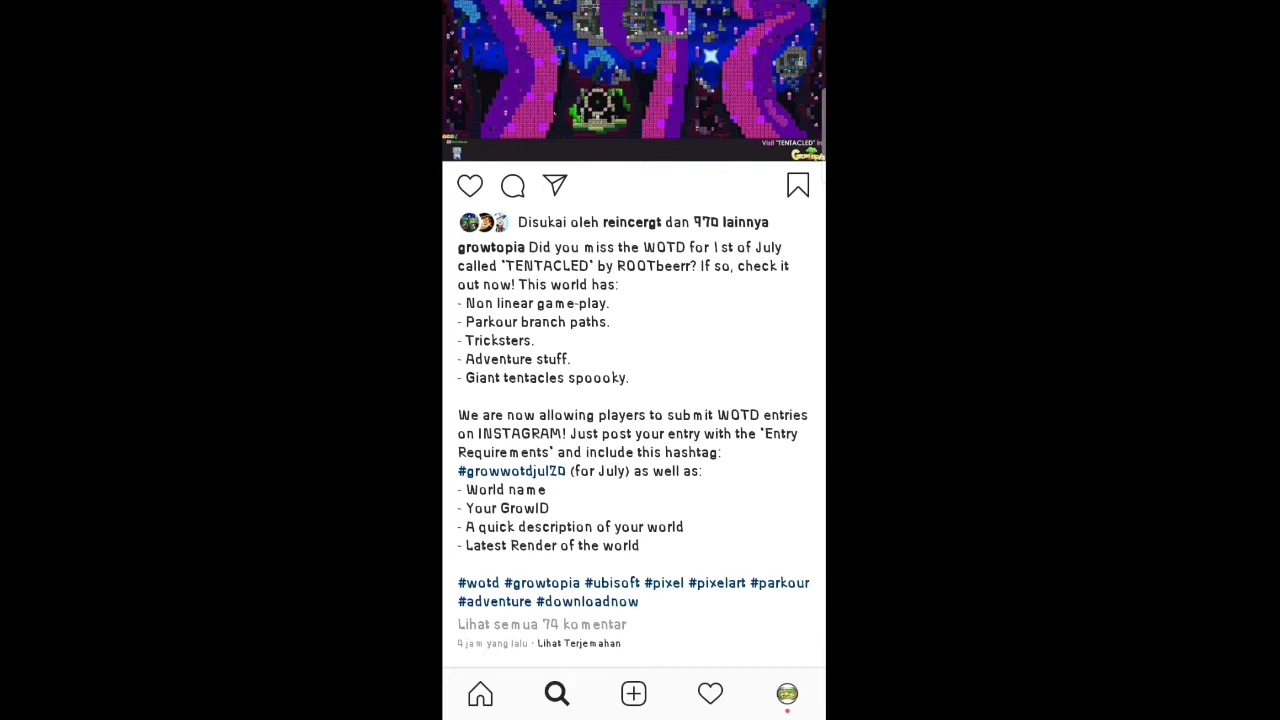 Visit "TENTACLED" in
Growtopia
Disukai oleh reincergt dan 970 lainnya
growtopia Did you miss the WOTD for 1st of July
called "TENTACLED" by ROOTbeerr? If so, check it
out now! This world has:
- Non linear game-play.
- Parkour branch paths.
- Tricksters.
- Adventure stuff.
- Giant tentacles spoooky.
We are now allowing players to submit WOTD entries
on INSTAGRAM! Just post your entry with the "Entry
Requirements" and include this hashtag:
#growwotdjul20 (for July) as well as:
- World name
- Your GrowID
- A quick description of your world
- Latest Render of the world
#wotd #growtopia #ubisoft #pixel #pixelart #parkour
#adventure #downloadnow
Lihat semua 74 komentar
9 jam yang lalu · Lihat Terjemahan